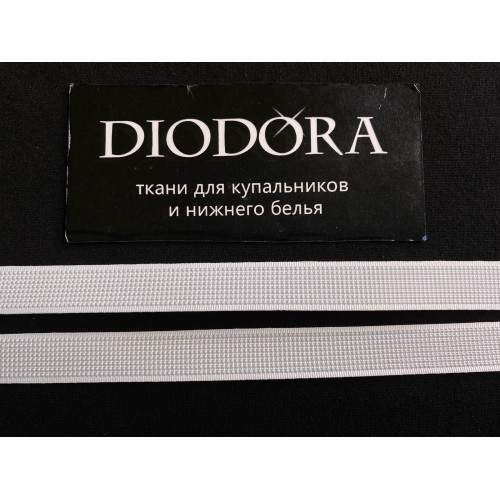 DIODORA
ткани для купальников
и нижнего белья